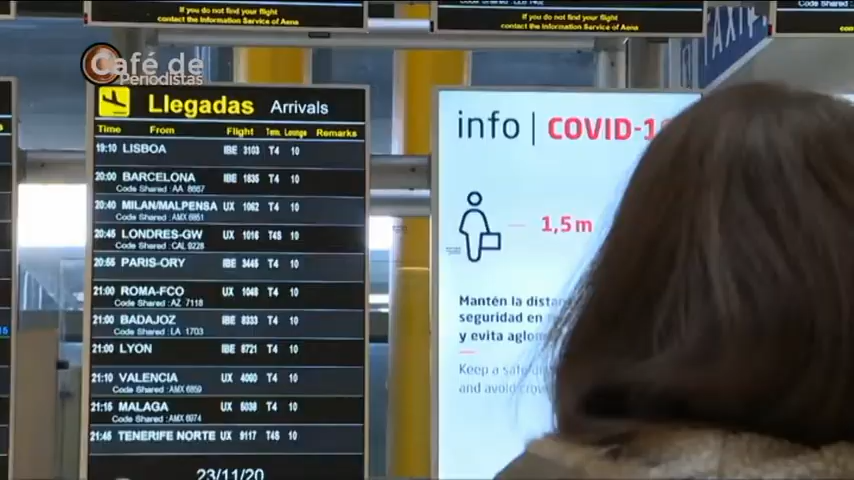 If you do not find your flight
contact the Information Service of Aena
If you do not find your flight
contact the Information Service of Aena
TAXI
Café de
Periodistas
Llegadas Arrivals
Time From Flight Term. Lounge Remarks
19:10 LISBOA IBE 3103 T4 10
20:00 BARCELONA IBE 1835 T4 10
Code Shared : AA 8667
20:40 MILAN/MALPENSA UX 1062 T4 10
Code Shared : AMX 6851
20:45 LONDRES-GW UX 1016 T4S 10
Code Shared : CAL 9228
20:55 PARIS-ORY IBE 3445 T4 10
21:00 ROMA-FCO UX 1048 T4 10
Code Shared : AZ 7118
21:00 BADAJOZ IBE 8333 T4 10
Code Shared : LA 1703
21:00 LYON IBE 8721 T4 10
21:10 VALENCIA UX 4060 T4 10
Code Shared : AMX 6859
21:15 MALAGA UX 5038 T4 10
Code Shared : AMX 6974
21:45 TENERIFE NORTE UX 9117 T4S 10
23/11/20
info | COVID-1
1,5m
Mantén la
seguridad en
y evita
Keep a
and avoid